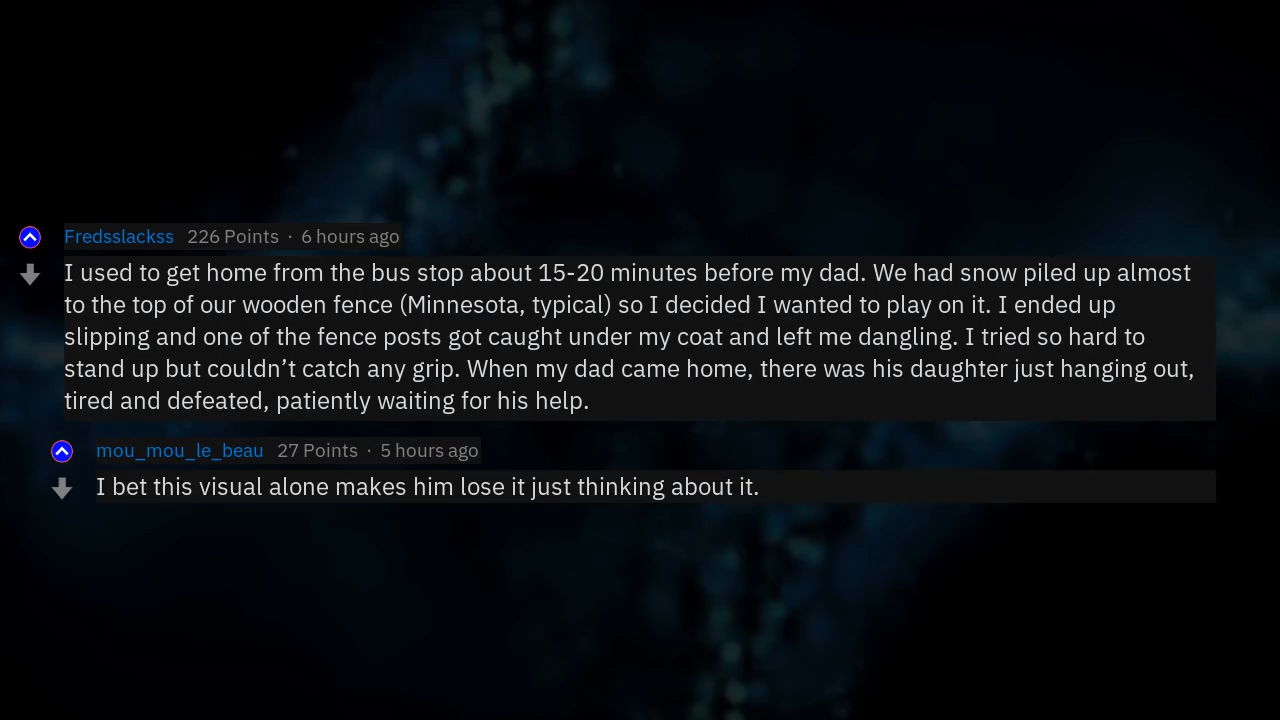 Fredsslackss 226 Points · 6 hours ago
I used to get home from the bus stop about 15-20 minutes before my dad. We had snow piled up almost
to the top of our wooden fence (Minnesota, typical) so I decided I wanted to play on it. I ended up
slipping and one of the fence posts got caught under my coat and left me dangling. I tried so hard to
stand up but couldn’t catch any grip. When my dad came home, there was his daughter just hanging out,
tired and defeated, patiently waiting for his help.
mou_mou_le_beau 27 Points · 5 hours ago
I bet this visual alone makes him lose it just thinking about it.